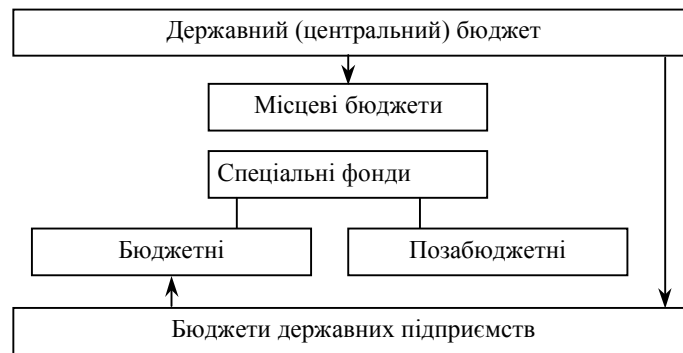 Державний (центральний) бюджет
Місцеві бюджети
Спеціальні фонди
Бюджетні
Позабюджетні
Бюджети державних підприємств